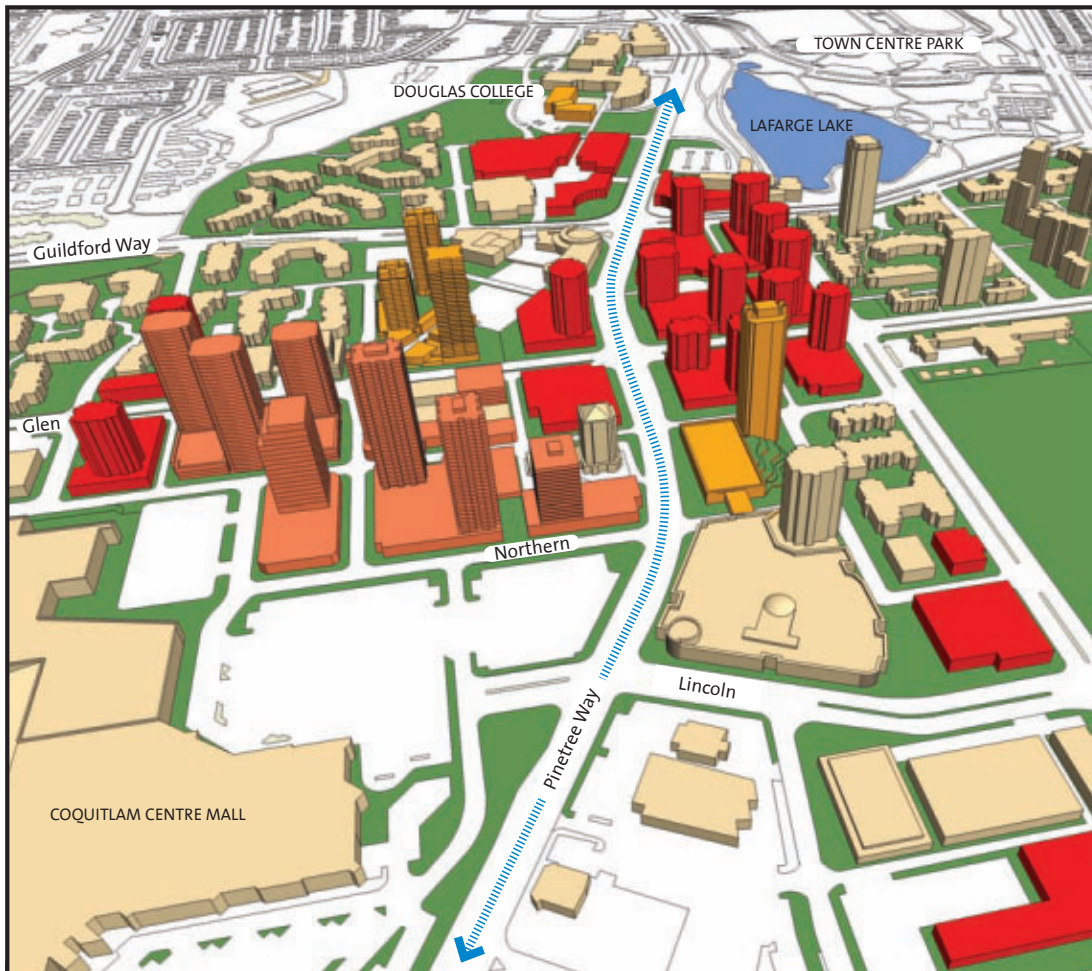 TOWN CENTRE PARK
DOUGLAS COLLEGE
LAFARGE LAKE
Guildford Way
Glen
Northern
Lincoln
Pinetree Way
COQUITLAM CENTRE MALL